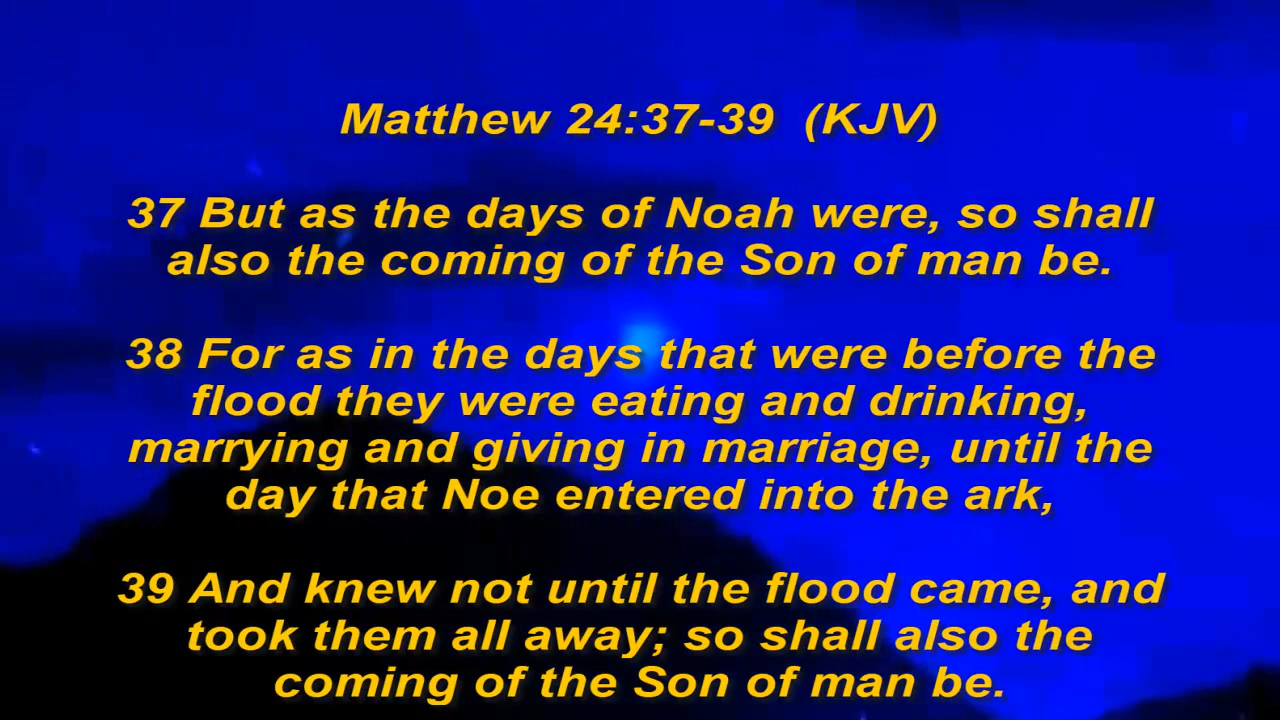 Matthew 24:37-39 (KJV)
37 But as the days of Noah were, so shall
also the coming of the Son of man be.
38 For as in the days that were before the
flood they were eating and drinking,
marrying and giving in marriage, until the
day that Noe entered into the ark,
39 And knew not until the flood came, and
took them all away; so shall also the
coming of the Son of man be.